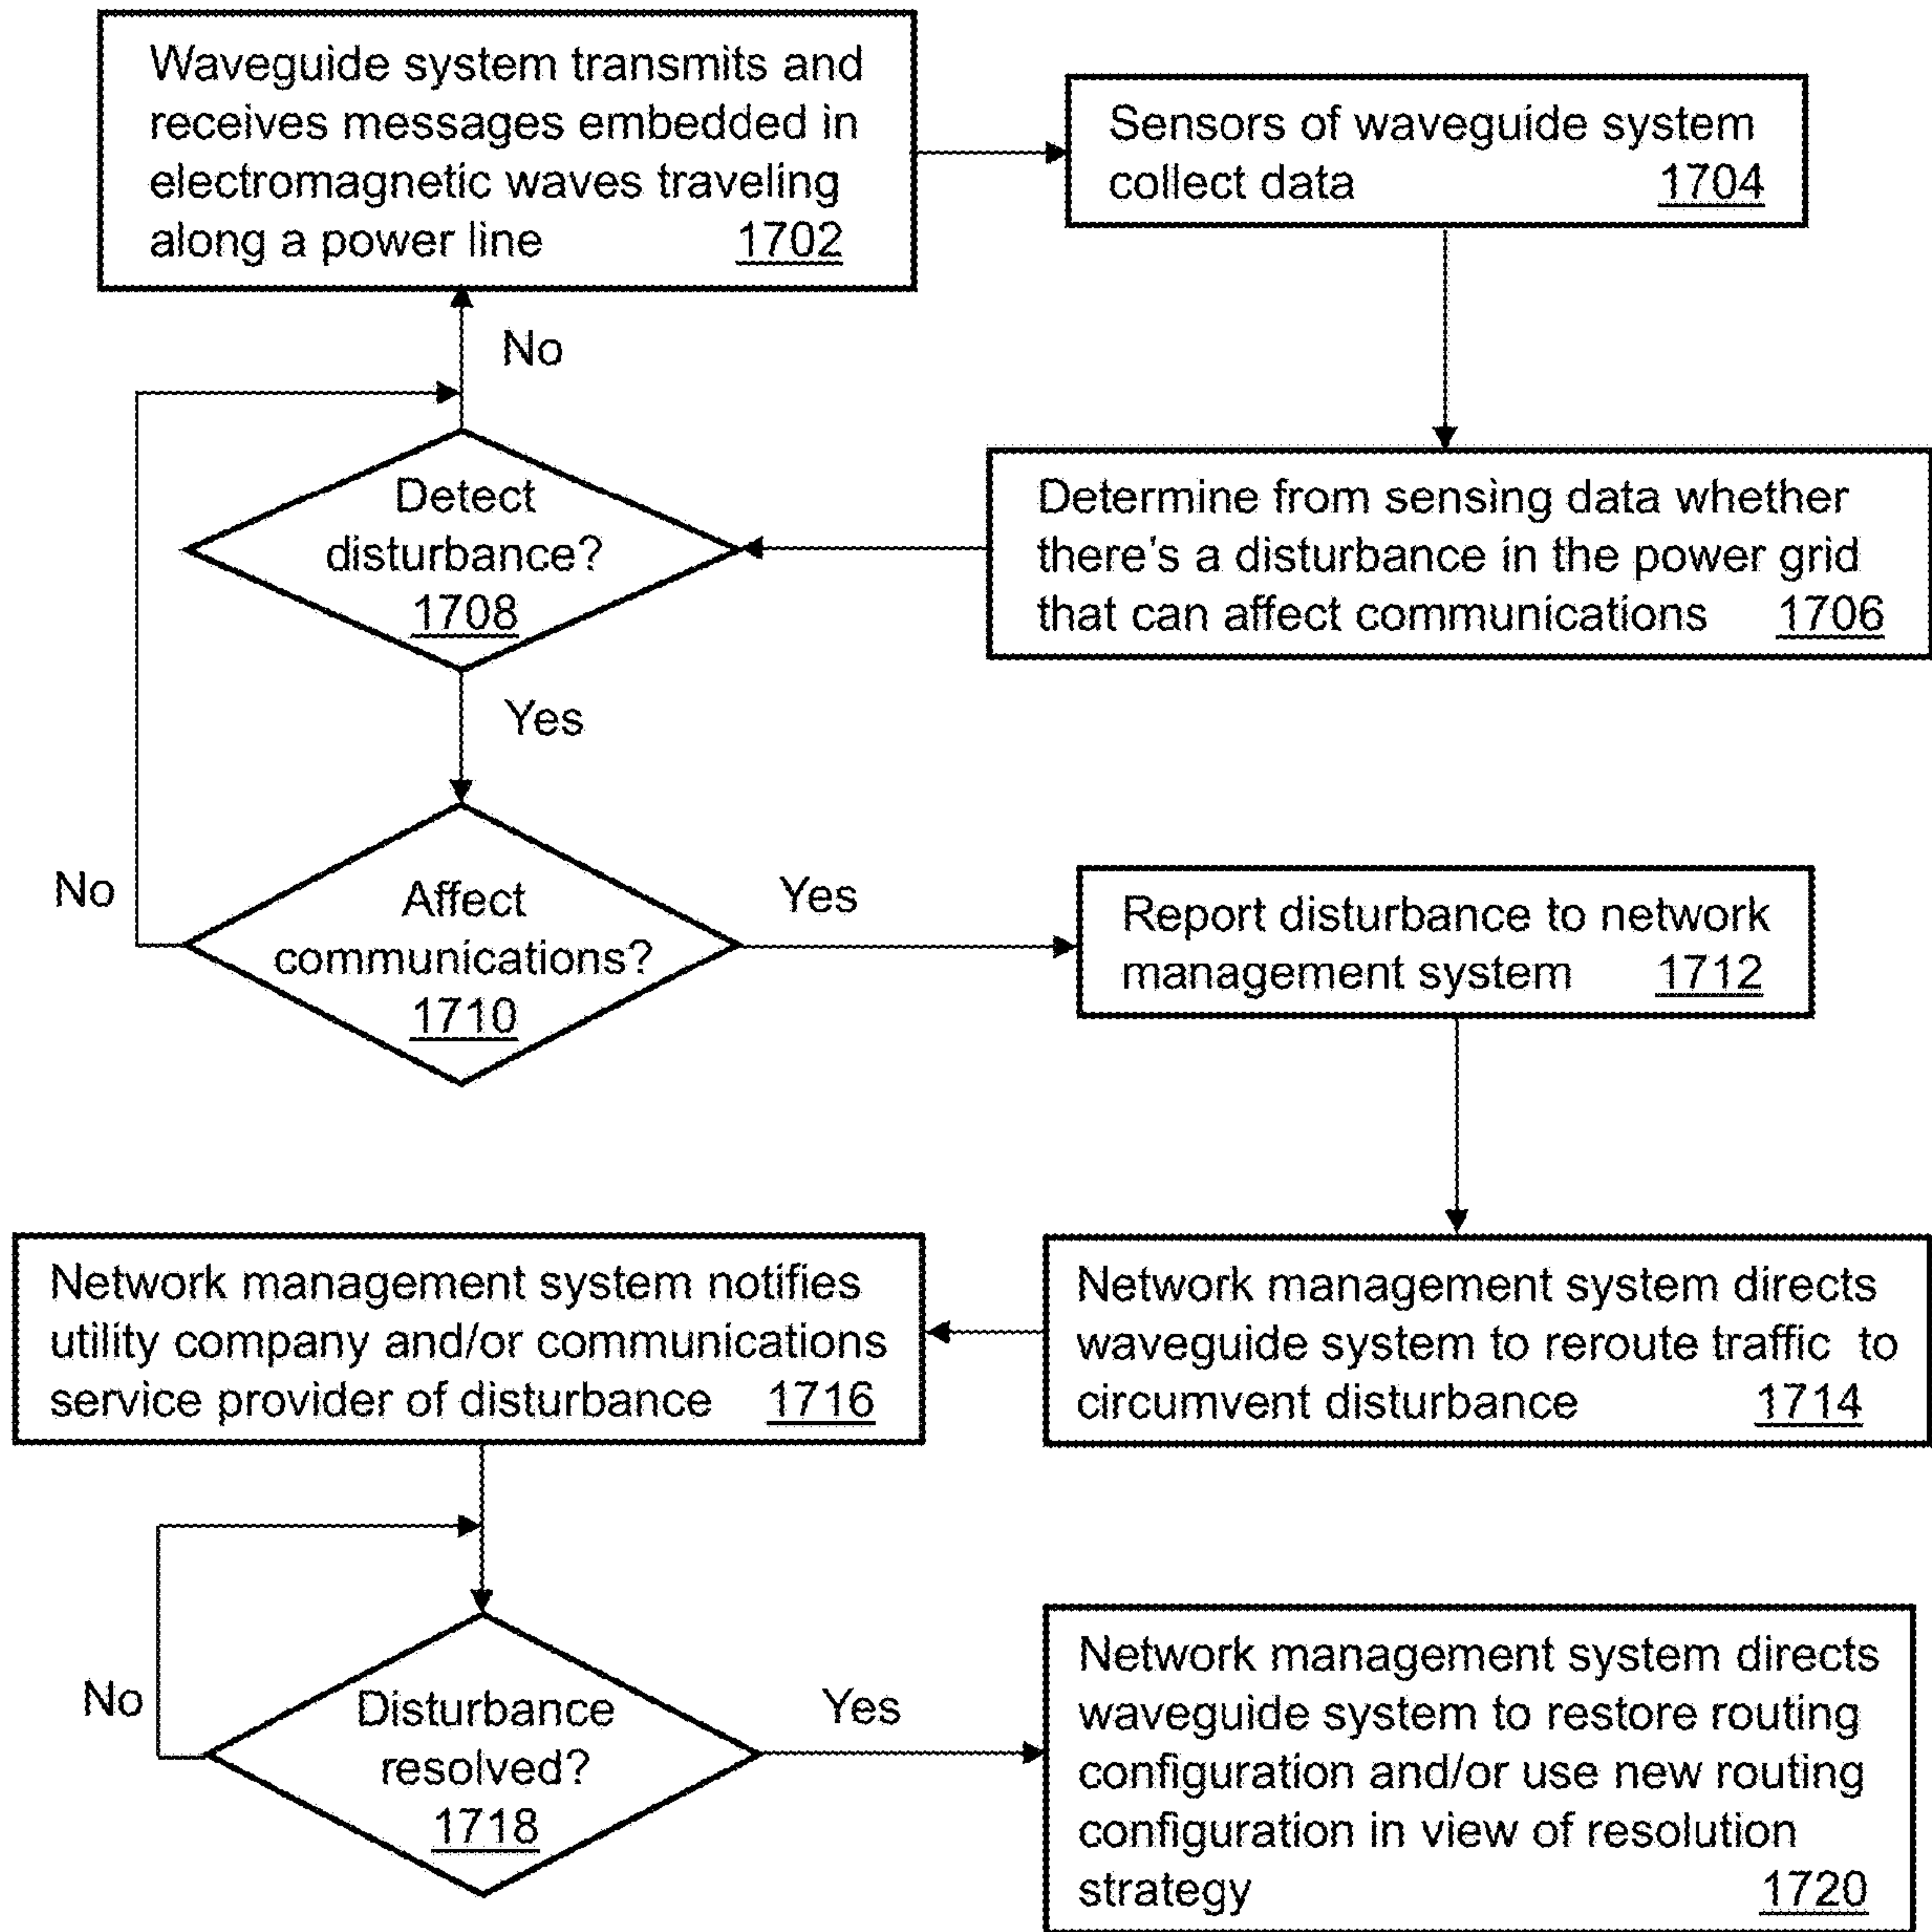 Waveguide system transmits and
receives messages embedded in
electromagnetic waves traveling
along a power line 1702
Sensors of waveguide system
collect data 1704
No
Detect
disturbance?
1708
Determine from sensing data whether
there's a disturbance in the power grid
that can affect communications 1706
Yes
No
Affect
communications?
1710
Yes
Report disturbance to network
management system 1712
Network management system notifies
utility company and/or communications
service provider of disturbance 1716
Network management system directs
waveguide system to reroute traffic to
circumvent disturbance 1714
No
Disturbance
resolved?
1718
Yes
Network management system directs
waveguide system to restore routing
configuration and/or use new routing
configuration in view of resolution
strategy 1720